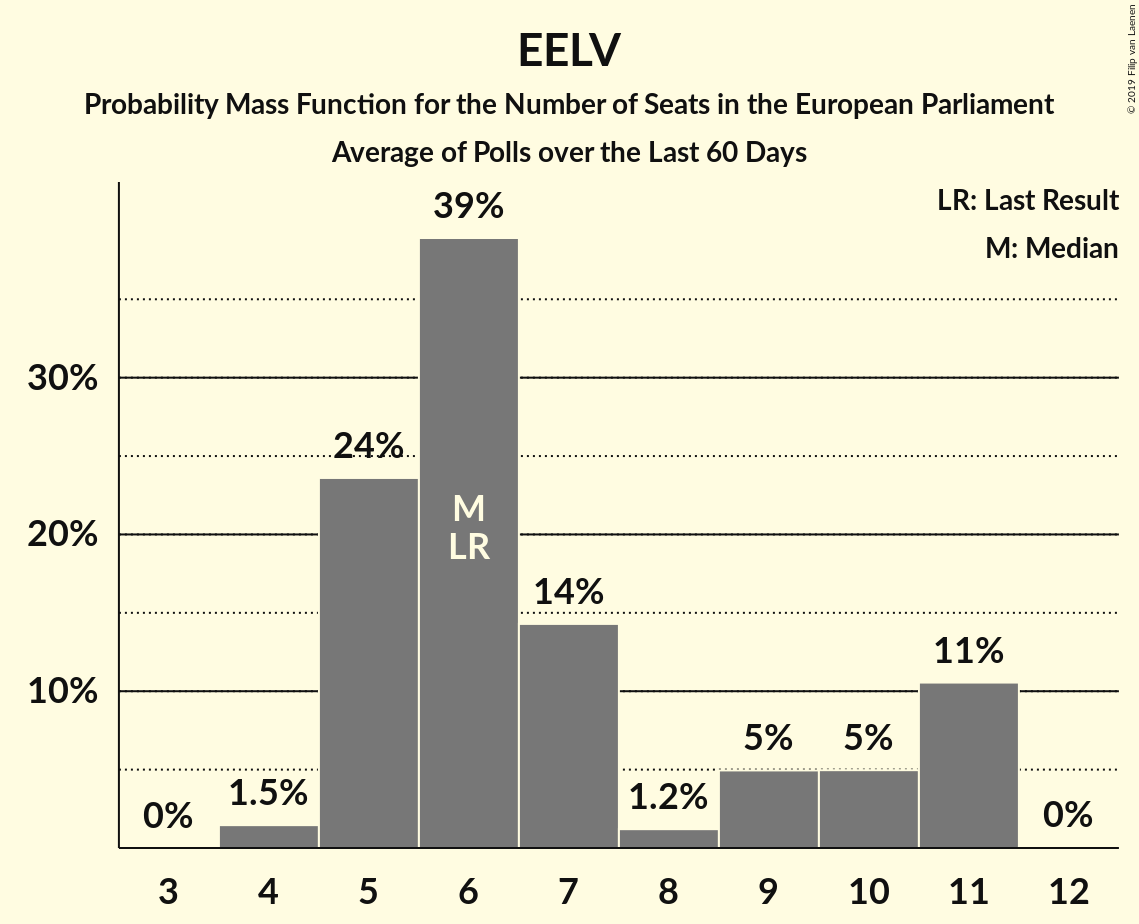 EELV
Probability Mass Function for the Number of Seats in the European Parliament
Average of Polls over the Last 60 Days
© 2019 Filip van Laenen
LR: Last Result
M: Median
30%
20%
10%
0%
1.5%
24%
39%
M
LR
14%
1.2%
5%
5%
11%
0%
3 4 5 6 7 8 9 10 11 12